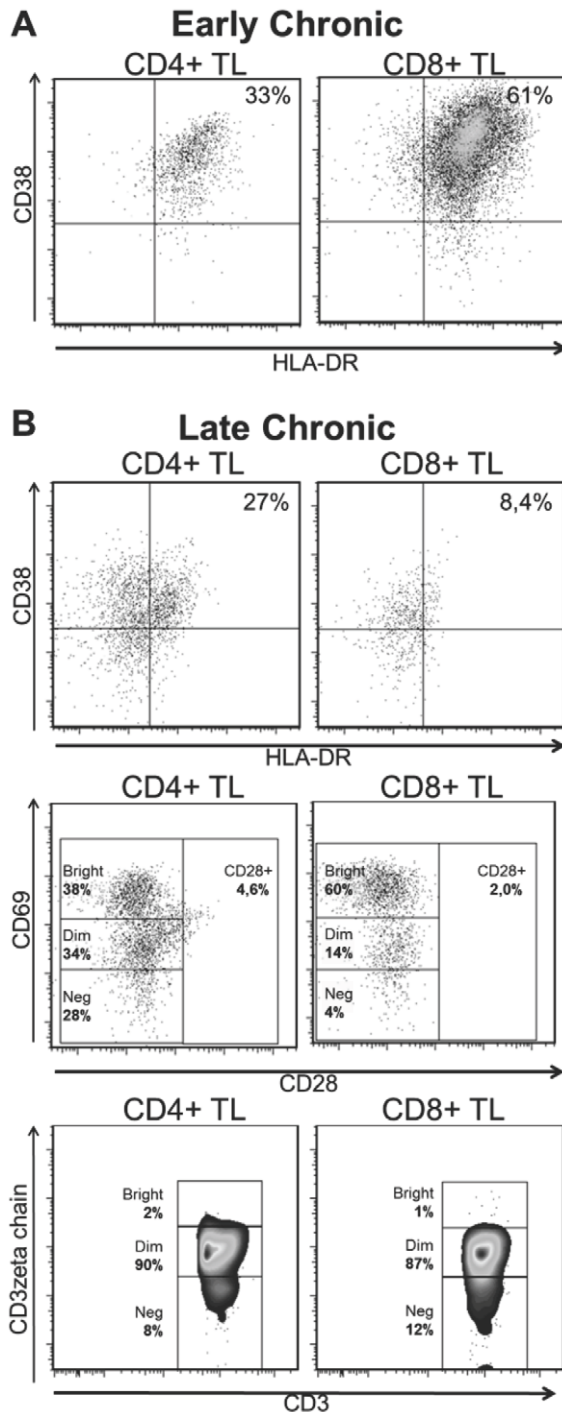 A Early Chronic
CD4+ TL CD8+ TL
33% 61%
CD38
HLA-DR
B Late Chronic
CD4+ TL CD8+ TL
27% 8,4%
CD38
HLA-DR
CD4+ TL CD8+ TL
Bright CD28+ Bright CD28+
38% 4,6% 60% 2,0%
CD69
Dim Dim
34% 14%
Neg Neg
28% 4%
CD28
CD4+ TL CD8+ TL
Bright Bright
2% 1%
CD3zeta chain
Dim Dim
90% 87%
Neg Neg
8% 12%
CD3